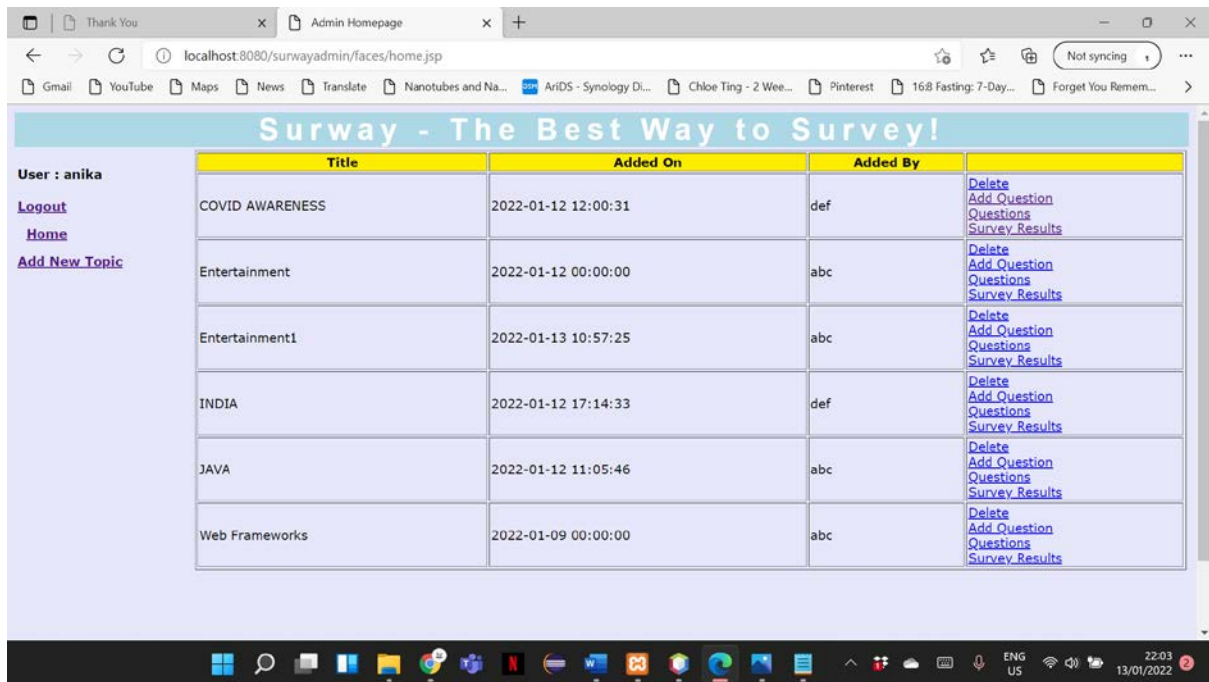 Thank You
Admin Homepage
localhost:8080/surwayadmin/faces/home.jsp
Not syncing
Gmail YouTube Maps News Translate Nanotubes and Na... AriDS - Synology Di... Chloe Ting - 2 Wee... Pinterest 16:8 Fasting: 7-Day... Forget You Remem...
Surway - The Best Way to Survey!
User : anika
Logout
Home
Add New Topic
Title Added On Added By
COVID AWARENESS 2022-01-12 12:00:31 def
Delete
Add Question
Questions
Survey Results
Entertainment 2022-01-12 00:00:00 abc
Delete
Add Question
Questions
Survey Results
Entertainment1 2022-01-13 10:57:25 abc
Delete
Add Question
Questions
Survey Results
INDIA 2022-01-12 17:14:33 def
Delete
Add Question
Questions
Survey Results
JAVA 2022-01-12 11:05:46 abc
Delete
Add Question
Questions
Survey Results
Web Frameworks 2022-01-09 00:00:00 abc
Delete
Add Question
Questions
Survey Results
ENG
US
22:03
13/01/2022
2